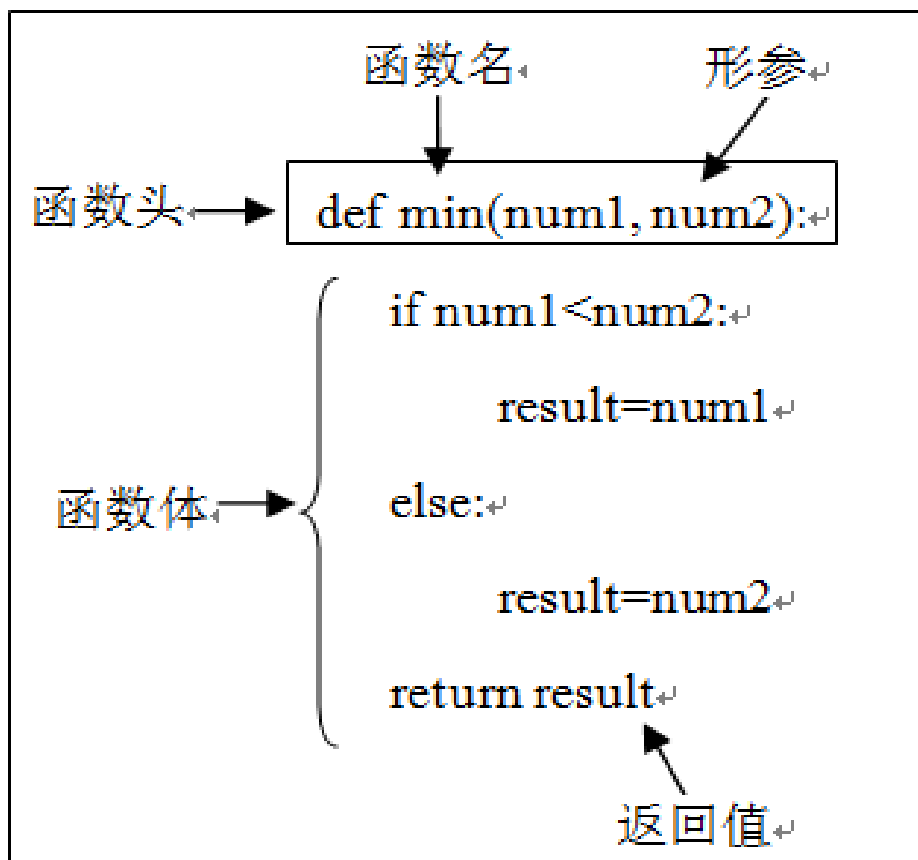 函数名 形参
函数头 def min(num1, num2):
if num1<num2:
result=num1
函数体 else:
result=num2
return result
返回值